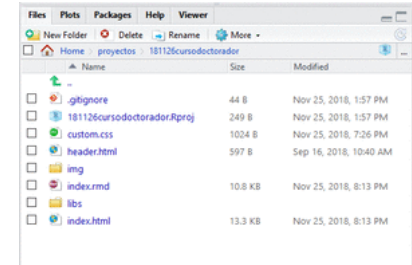 Files Plots Packages Help Viewer
New Folder Delete Rename More
Home proyectos 181126cursodoctorador
Name Size Modified
..
.gitignore 44 B Nov 25, 2018, 1:57 PM
181126cursodoctorador.Rproj 249 B Nov 25, 2018, 1:57 PM
custom.css 1024 B Nov 25, 2018, 7:26 PM
header.html 597 B Sep 16, 2018, 10:40 AM
img
index.rmd 10.8 KB Nov 25, 2018, 8:13 PM
libs
index.html 13.3 KB Nov 25, 2018, 8:13 PM